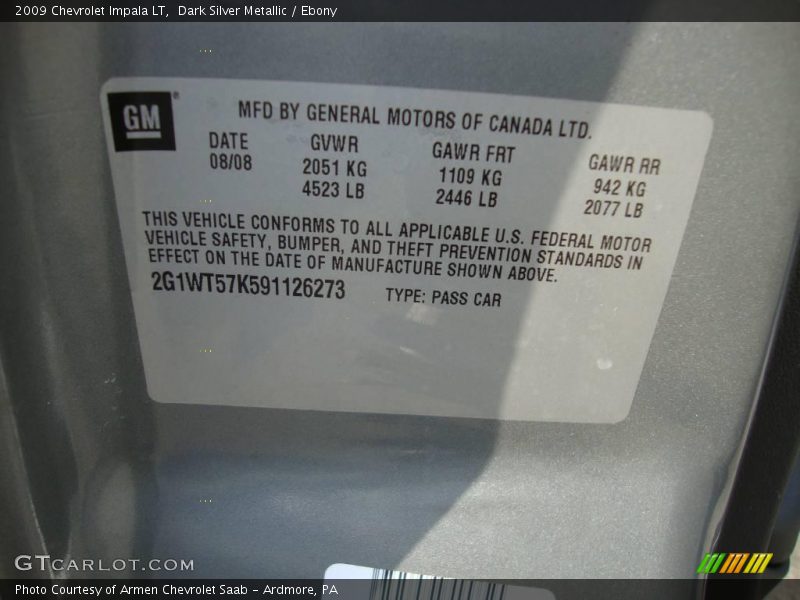 2009 Chevrolet Impala LT, Dark Silver Metallic / Ebony
GM®
MFD BY GENERAL MOTORS OF CANADA LTD.
DATE GVWR GAWR FRT GAWR RR
08/08 2051 KG 1109 KG 942 KG
4523 LB 2446 LB 2077 LB
THIS VEHICLE CONFORMS TO ALL APPLICABLE U.S. FEDERAL MOTOR
VEHICLE SAFETY, BUMPER, AND THEFT PREVENTION STANDARDS IN
EFFECT ON THE DATE OF MANUFACTURE SHOWN ABOVE.
2G1WT57K591126273 TYPE: PASS CAR
GTCARLOT.COM
Photo Courtesy of Armen Chevrolet Saab - Ardmore, PA